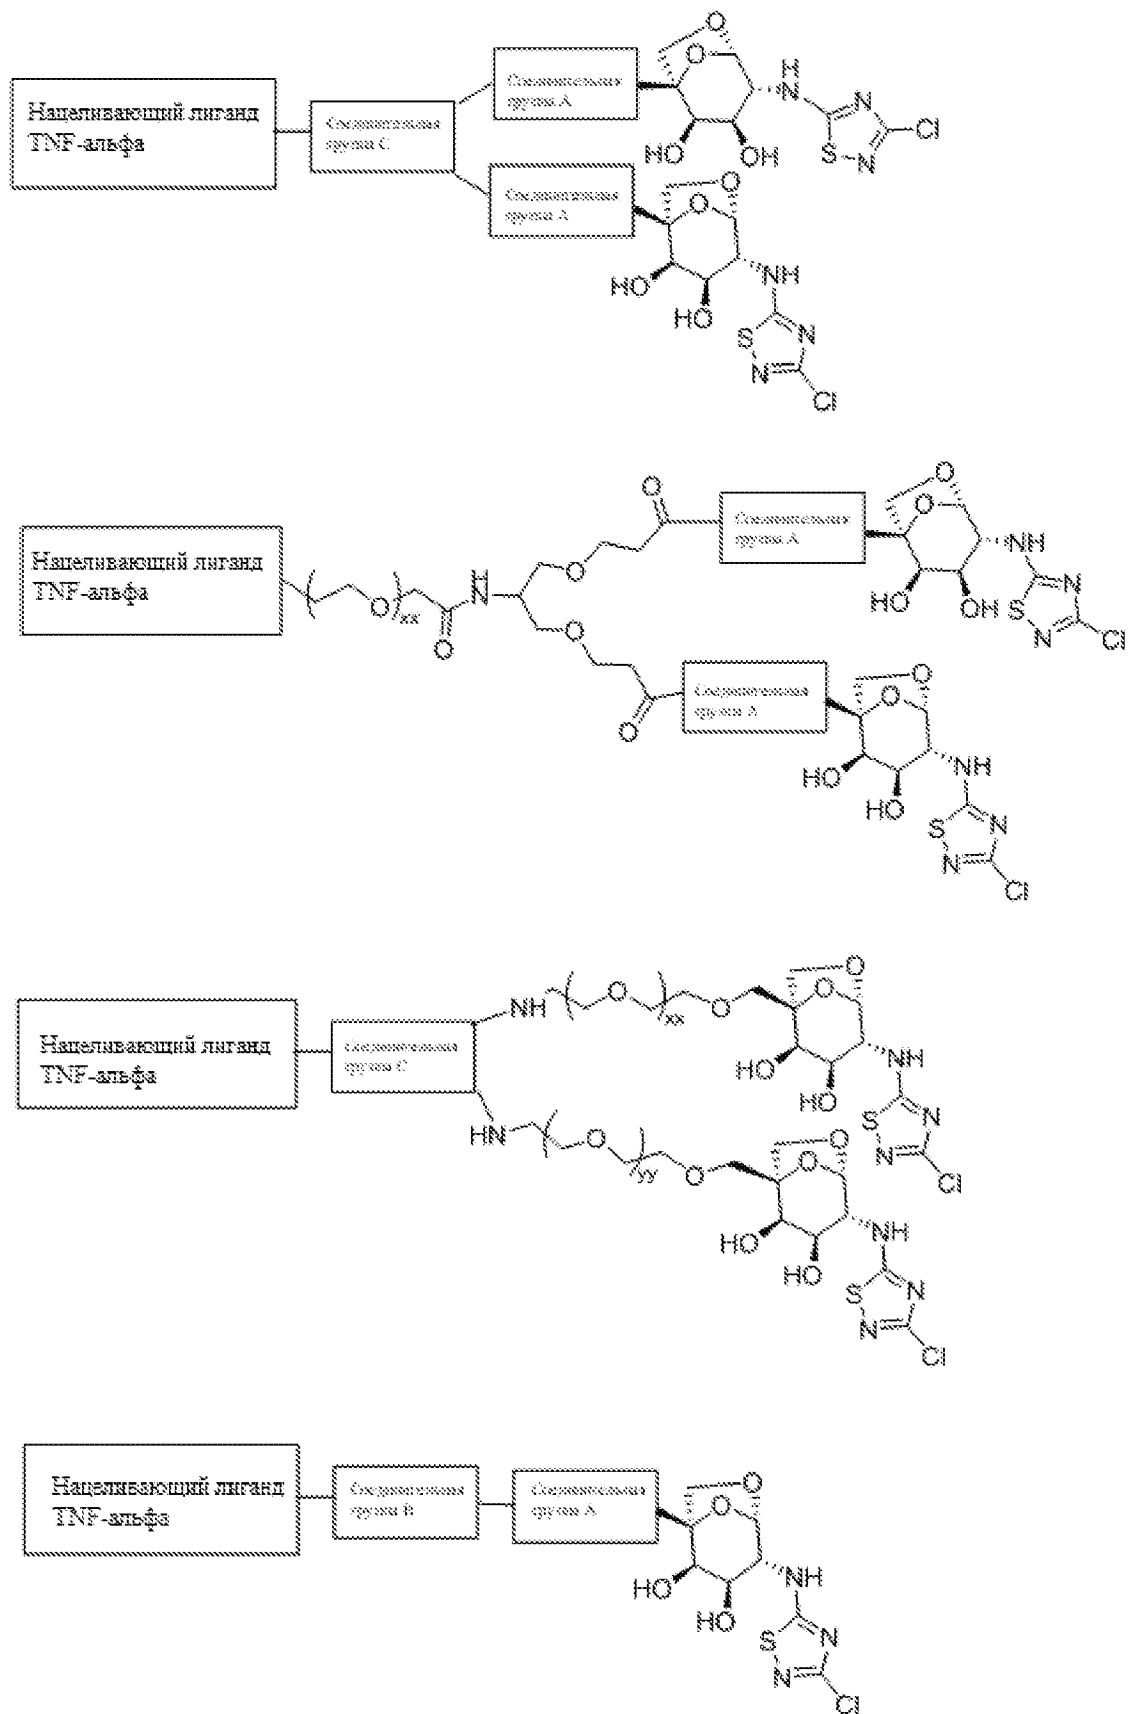 Нацеливающий лиганд
TNF-альфа
Соединительная
группа C
Соединительная
группа A
O
O
H
N
N
Cl
S
N
HO
OH
Соединительная
группа A
O
O
HO
HO
NH
S
N
N
Cl
Нацеливающий лиганд
TNF-альфа
O
xx
O
H
N
O
O
O
O
Соединительная
группа A
O
O
NH
HO
OH
S
N
N
Cl
Соединительная
группа A
O
O
HO
HO
NH
S
N
N
Cl
Нацеливающий лиганд
TNF-альфа
Соединительная
группа C
NH
O
xx
O
O
O
HO
HO
NH
S
N
N
Cl
HN
O
yy
O
O
O
HO
HO
NH
S
N
N
Cl
Нацеливающий лиганд
TNF-альфа
Соединительная
группа B
Соединительная
группа A
O
O
HO
HO
NH
S
N
N
Cl